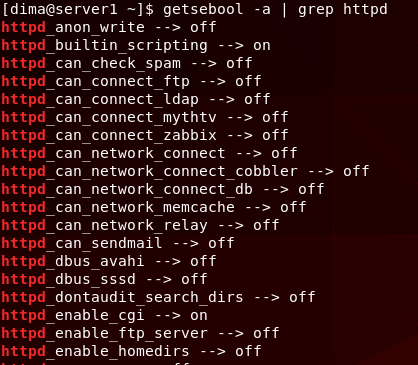 [dima@server1 ~]$ getsebool -a | grep httpd
httpd_anon_write --> off
httpd_builtin_scripting --> on
httpd_can_check_spam --> off
httpd_can_connect_ftp --> off
httpd_can_connect_ldap --> off
httpd_can_connect_mythtv --> off
httpd_can_connect_zabbix --> off
httpd_can_network_connect --> off
httpd_can_network_connect_cobbler --> off
httpd_can_network_connect_db --> off
httpd_can_network_memcache --> off
httpd_can_network_relay --> off
httpd_can_sendmail --> off
httpd_dbus_avahi --> off
httpd_dbus_sssd --> off
httpd_dontaudit_search_dirs --> off
httpd_enable_cgi --> on
httpd_enable_ftp_server --> off
httpd_enable_homedirs --> off